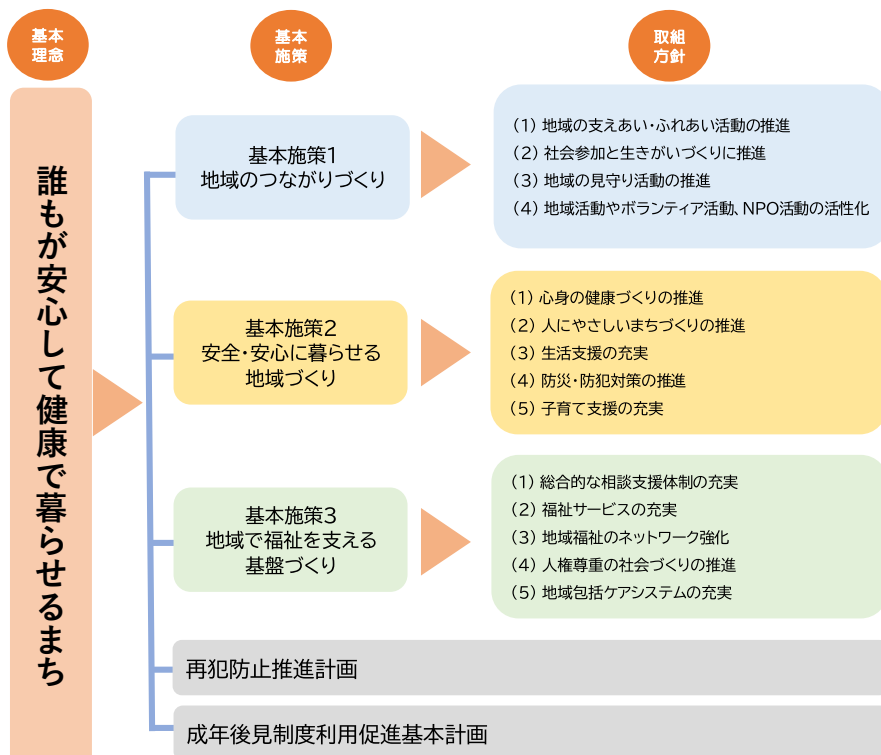 基本
理念
基本
施策
取組
方針
誰もが安心して健康で暮らせるまち
基本施策1
地域のつながりづくり
(1) 地域の支えあい・ふれあい活動の推進
(2) 社会参加と生きがいづくりに推進
(3) 地域の見守り活動の推進
(4) 地域活動やボランティア活動、NPO活動の活性化
基本施策2
安全・安心に暮らせる
地域づくり
(1) 心身の健康づくりの推進
(2) 人にやさしいまちづくりの推進
(3) 生活支援の充実
(4) 防災・防犯対策の推進
(5) 子育て支援の充実
基本施策3
地域で福祉を支える
基盤づくり
(1) 総合的な相談支援体制の充実
(2) 福祉サービスの充実
(3) 地域福祉のネットワーク強化
(4) 人権尊重の社会づくりの推進
(5) 地域包括ケアシステムの充実
再犯防止推進計画
成年後見制度利用促進基本計画